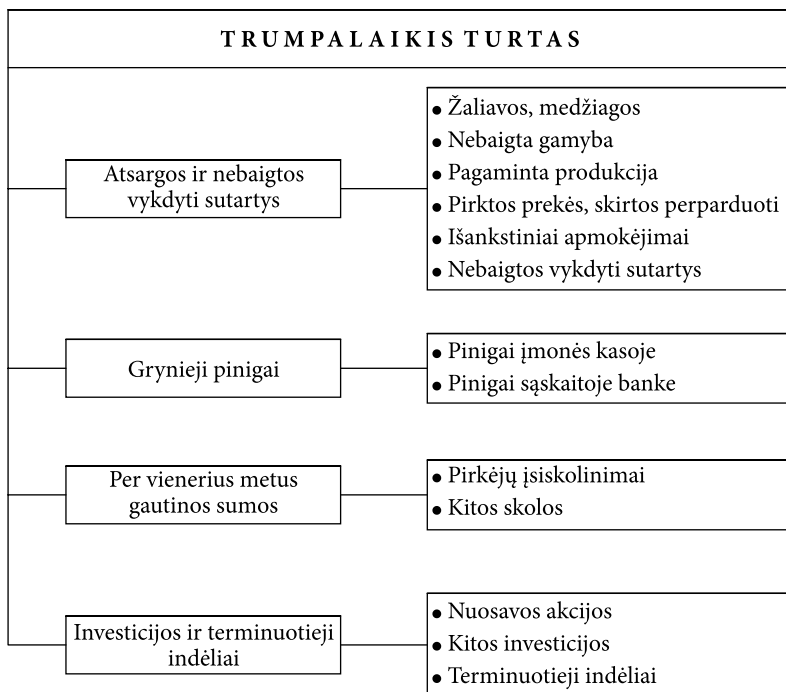 TRUMPALAIKIS TURTAS
Atsargos ir nebaigtos
vykdyti sutartys
● Žaliavos, medžiagos
● Nebaigta gamyba
● Pagaminta produkcija
● Pirktos prekės, skirtos perparduoti
● Išankstiniai apmokėjimai
● Nebaigtos vykdyti sutartys
Grynieji pinigai
● Pinigai įmonės kasoje
● Pinigai sąskaitoje banke
Per vienerius metus
gautinos sumos
● Pirkėjų įsiskolinimai
● Kitos skolos
Investicijos ir terminuotieji
indėliai
● Nuosavos akcijos
● Kitos investicijos
● Terminuotieji indėliai